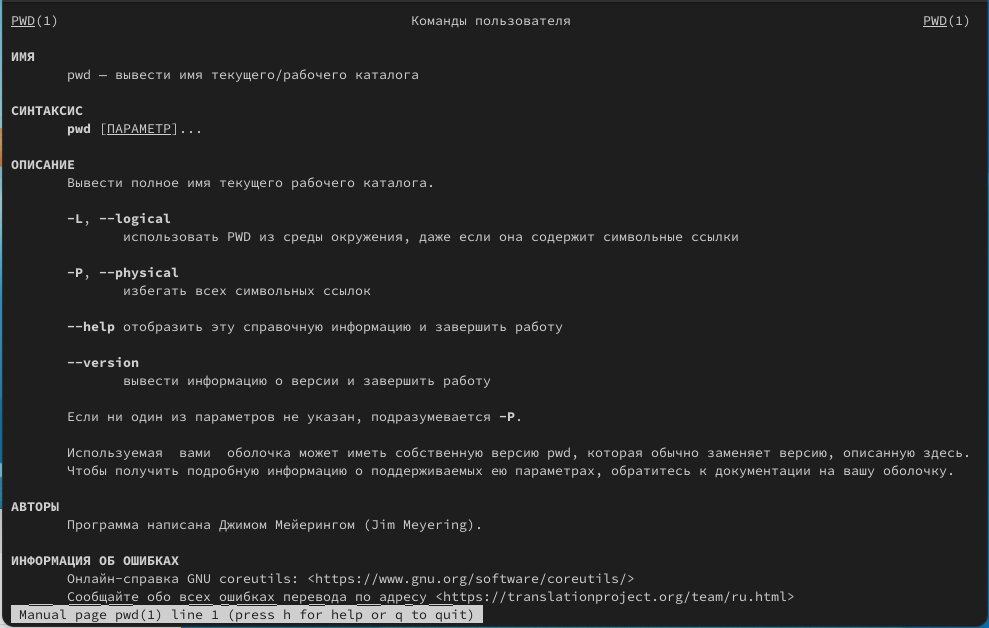 PWD(1) Команды пользователя PWD(1)
ИМЯ
pwd — вывести имя текущего/рабочего каталога
СИНТАКСИС
pwd [ПАРАМЕТР]...
ОПИСАНИЕ
Вывести полное имя текущего рабочего каталога.
-L, --logical
использовать PWD из среды окружения, даже если она содержит символьные ссылки
-P, --physical
избегать всех символьных ссылок
--help отобразить эту справочную информацию и завершить работу
--version
вывести информацию о версии и завершить работу
Если ни один из параметров не указан, подразумевается -P.
Используемая вами оболочка может иметь собственную версию pwd, которая обычно заменяет версию, описанную здесь.
Чтобы получить подробную информацию о поддерживаемых ею параметрах, обратитесь к документации на вашу оболочку.
АВТОРЫ
Программа написана Джимом Мейерингом (Jim Meyering).
ИНФОРМАЦИЯ ОБ ОШИБКАХ
Онлайн-справка GNU coreutils: <https://www.gnu.org/software/coreutils/>
Сообщайте обо всех ошибках перевода по адресу <https://translationproject.org/team/ru.html>
Manual page pwd(1) line 1 (press h for help or q to quit)